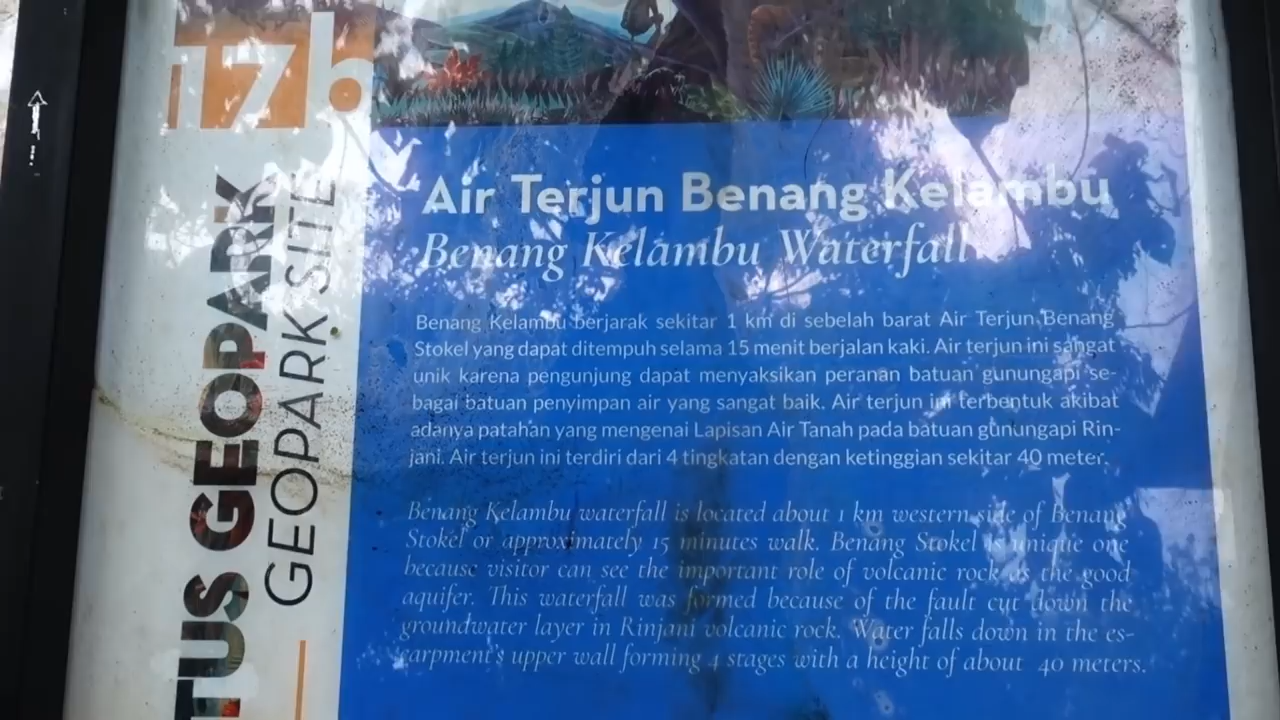 17b
SITUS GEOPARK
GEOPARK SITE
Air Terjun Benang Kelambu
Benang Kelambu Waterfall
Benang Kelambu berjarak sekitar 1 km di sebelah barat Air Terjun Benang
Stokel yang dapat ditempuh selama 15 menit berjalan kaki. Air terjun ini sangat
unik karena pengunjung dapat menyaksikan peranan batuan gunungapi se-
bagai batuan penyimpan air yang sangat baik. Air terjun ini terbentuk akibat
adanya patahan yang mengenai Lapisan Air Tanah pada batuan gunungapi Rin-
jani. Air terjun ini terdiri dari 4 tingkatan dengan ketinggian sekitar 40 meter.
Benang Kelambu waterfall is located about 1 km western side of Benang
Stokel or approximately 15 minutes walk. Benang Stokel is unique one
because visitor can see the important role of volcanic rock as the good
aquifer. This waterfall was formed because of the fault cut down the
groundwater layer in Rinjani volcanic rock. Water falls down in the es-
carpment's upper wall forming 4 stages with a height of about 40 meters.